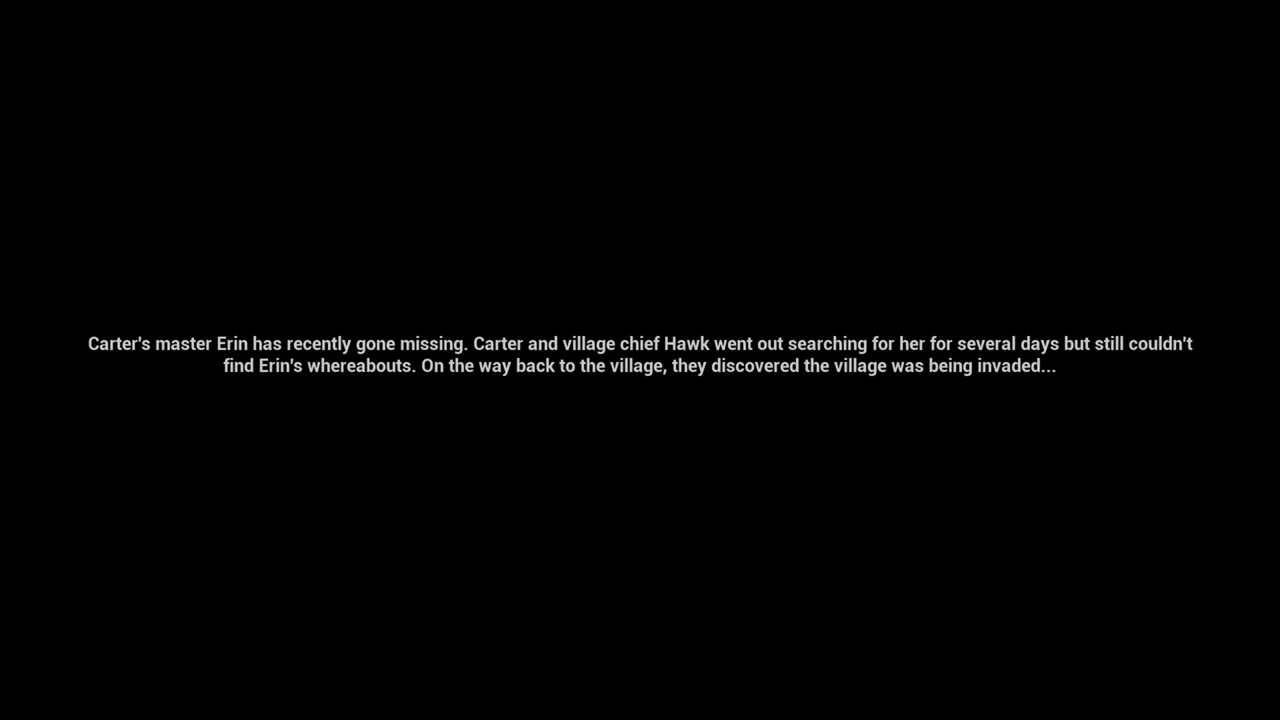 Carter's master Erin has recently gone missing. Carter and village chief Hawk went out searching for her for several days but still couldn't
find Erin's whereabouts. On the way back to the village, they discovered the village was being invaded...